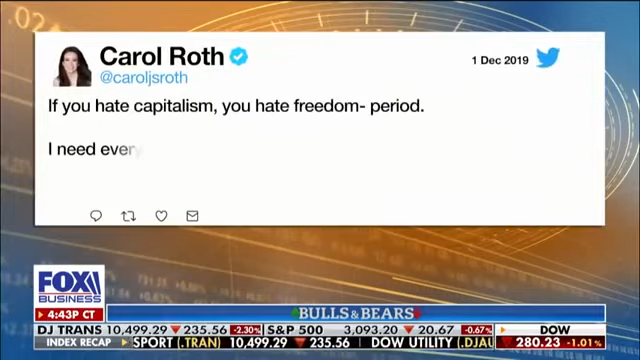 Carol Roth
@caroljsroth
1 Dec 2019
If you hate capitalism, you hate freedom- period.
I need every
FOX
BUSINESS
4:43P CT
BULLS & BEARS
DJ TRANS 10,499.29 ▼ 235.56 -2.30% S&P 500 3,093.20 ▼ 20.67 -0.67% DOW
INDEX RECAP SPORT (.TRAN) 10,499.29 ▼ 235.56 DOW UTILITY (.DJAU 280.23 -1.01%